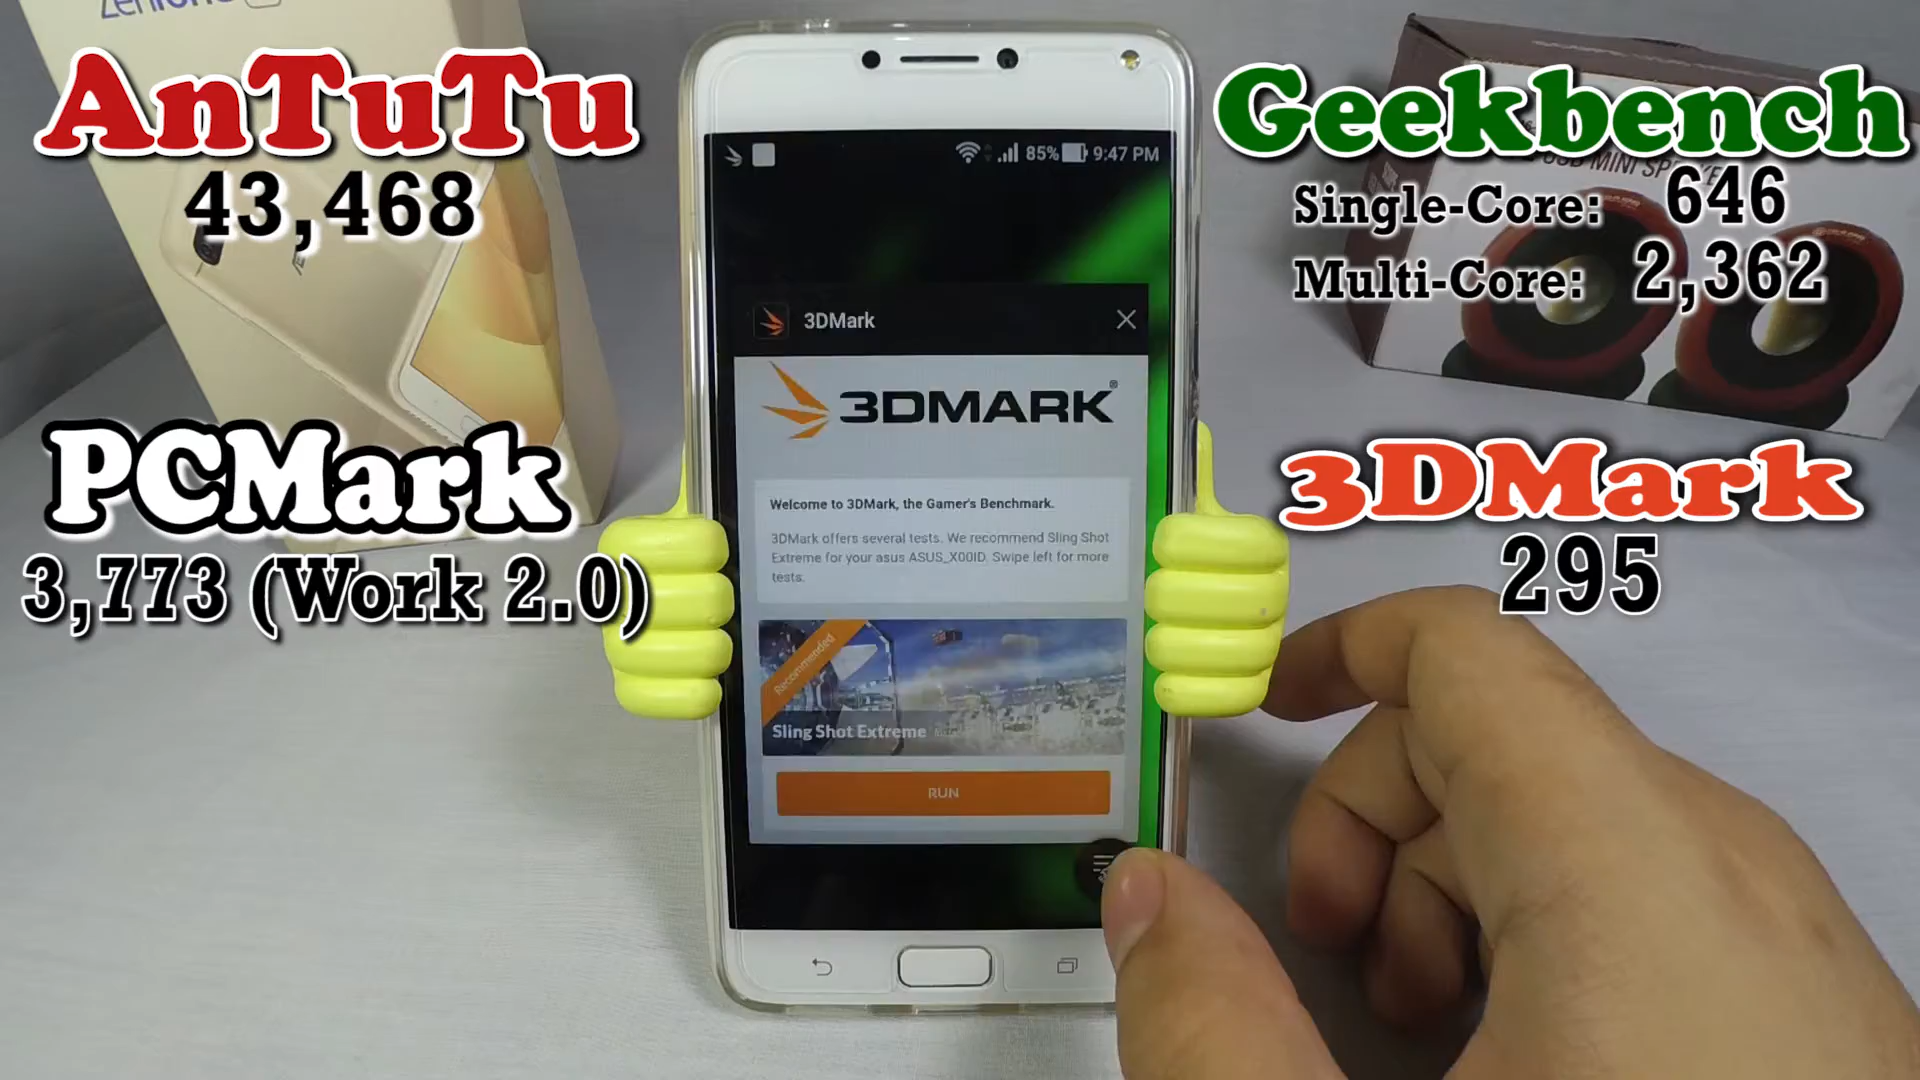 AnTuTu
43,468
PCMark
3,773 (Work 2.0)
85% 9:47 PM
3DMark
3DMARK
Welcome to 3DMark, the Gamer's Benchmark.
3DMark offers several tests. We recommend Sling Shot
Extreme for your asus ASUS_X00ID. Swipe left for more
tests.
Recommended
Sling Shot Extreme
RUN
Geekbench
Single-Core: 646
Multi-Core: 2,362
MINI
3DMark
295